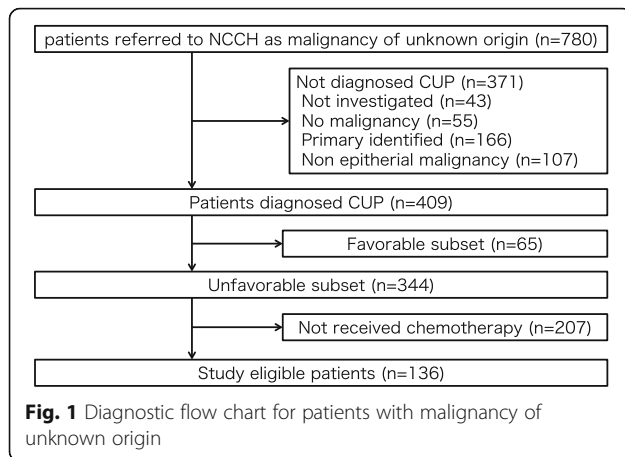 patients referred to NCCH as malignancy of unknown origin (n=780)
Not diagnosed CUP (n=371)
Not investigated (n=43)
No malignancy (n=55)
Primary identified (n=166)
Non epitherial malignancy (n=107)
Patients diagnosed CUP (n=409)
Favorable subset (n=65)
Unfavorable subset (n=344)
Not received chemotherapy (n=207)
Study eligible patients (n=136)
Fig. 1 Diagnostic flow chart for patients with malignancy of
unknown origin